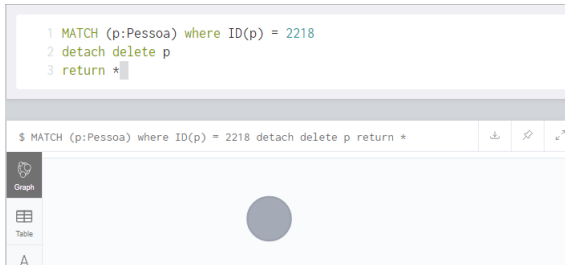 1 MATCH (p:Pessoa) where ID(p) = 2218
2 detach delete p
3 return *
$ MATCH (p:Pessoa) where ID(p) = 2218 detach delete p return *
Graph
Table
A